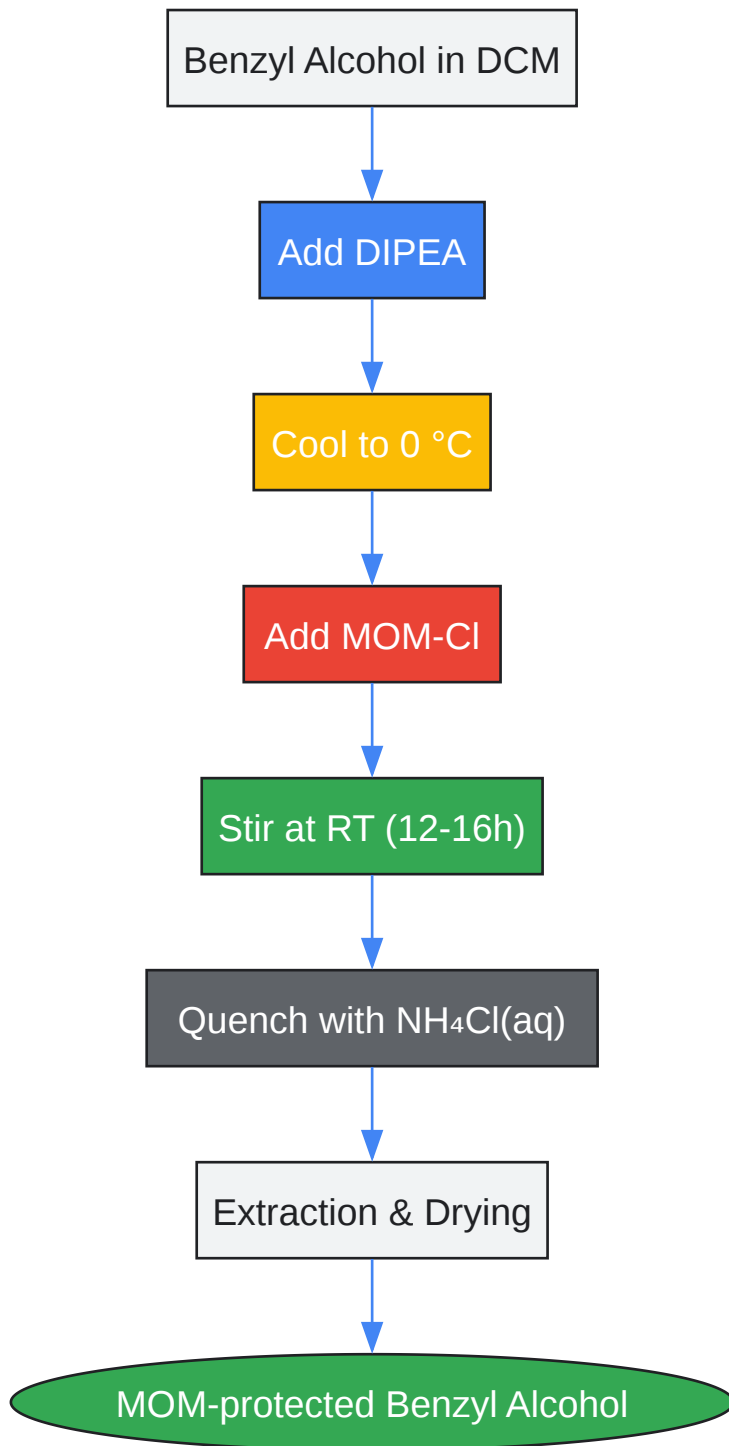 Benzyl Alcohol in DCM
Add DIPEA
Cool to 0 °C
Add MOM-Cl
Stir at RT (12-16h)
Quench with NH₄Cl(aq)
Extraction & Drying
MOM-protected Benzyl Alcohol